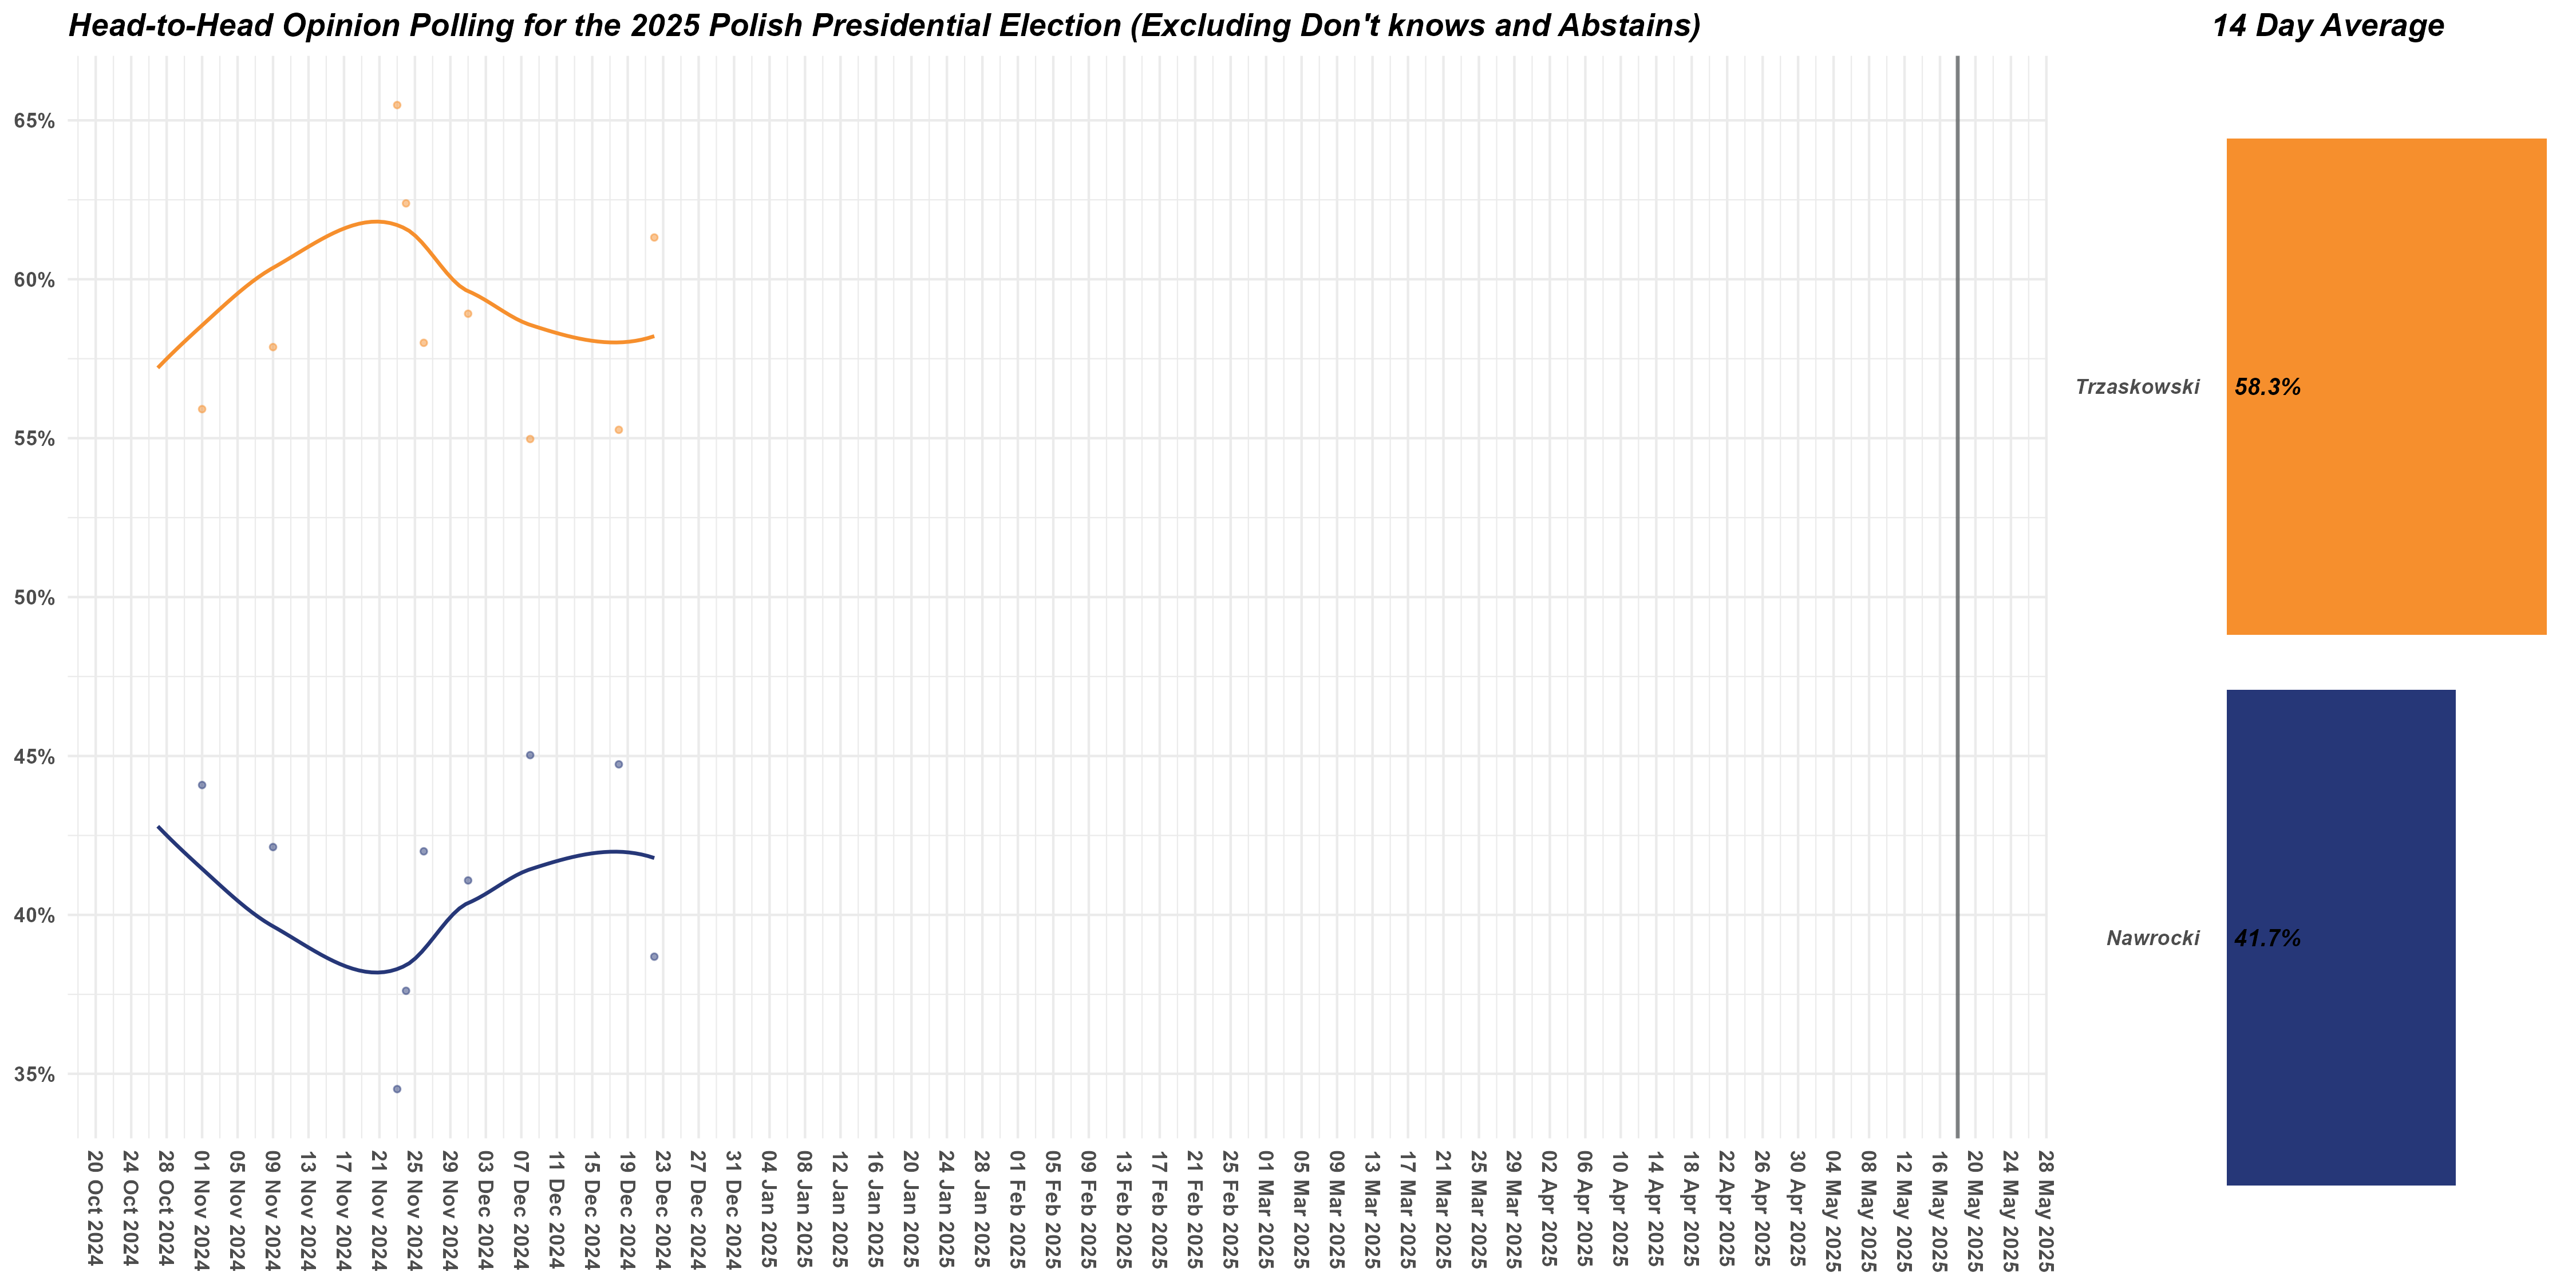 Head-to-Head Opinion Polling for the 2025 Polish Presidential Election (Excluding Don't knows and Abstains)
14 Day Average
65%
60%
55%
50%
45%
40%
35%
20 Oct 2024
24 Oct 2024
28 Oct 2024
01 Nov 2024
05 Nov 2024
09 Nov 2024
13 Nov 2024
17 Nov 2024
21 Nov 2024
25 Nov 2024
29 Nov 2024
03 Dec 2024
07 Dec 2024
11 Dec 2024
15 Dec 2024
19 Dec 2024
23 Dec 2024
27 Dec 2024
31 Dec 2024
04 Jan 2025
08 Jan 2025
12 Jan 2025
16 Jan 2025
20 Jan 2025
24 Jan 2025
28 Jan 2025
01 Feb 2025
05 Feb 2025
09 Feb 2025
13 Feb 2025
17 Feb 2025
21 Feb 2025
25 Feb 2025
01 Mar 2025
05 Mar 2025
09 Mar 2025
13 Mar 2025
17 Mar 2025
21 Mar 2025
25 Mar 2025
29 Mar 2025
02 Apr 2025
06 Apr 2025
10 Apr 2025
14 Apr 2025
18 Apr 2025
22 Apr 2025
26 Apr 2025
30 Apr 2025
04 May 2025
08 May 2025
12 May 2025
16 May 2025
20 May 2025
24 May 2025
28 May 2025
Trzaskowski 58.3%
Nawrocki 41.7%